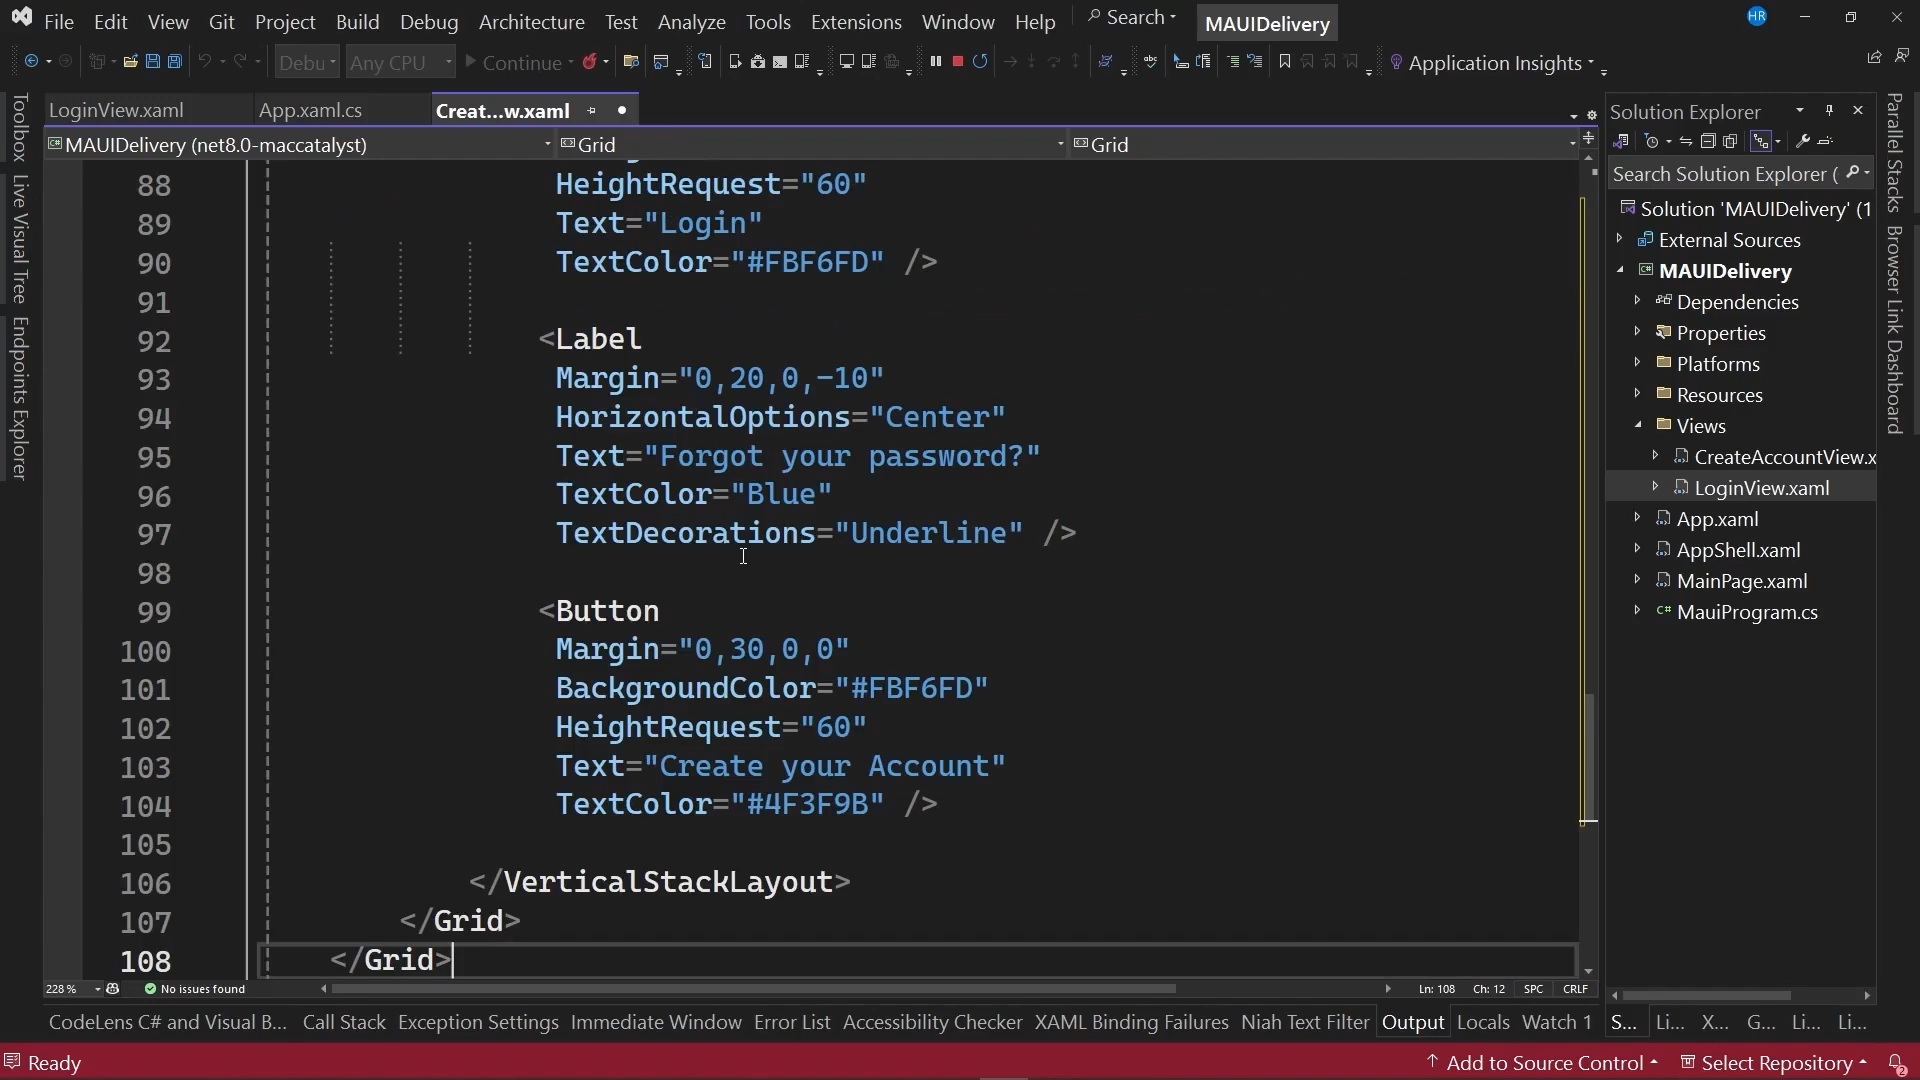 File Edit View Git Project Build Debug Architecture Test Analyze Tools Extensions Window Help Search MAUIDelivery HR
Debu Any CPU Continue Application Insights
LoginView.xaml App.xaml.cs Creat...w.xaml
MAUIDelivery (net8.0-maccatalyst) Grid Grid
88 HeightRequest="60"
89 Text="Login"
90 TextColor="#FBF6FD" />
91
92 <Label
93 Margin="0,20,0,-10"
94 HorizontalOptions="Center"
95 Text="Forgot your password?"
96 TextColor="Blue"
97 TextDecorations="Underline" />
98
99 <Button
100 Margin="0,30,0,0"
101 BackgroundColor="#FBF6FD"
102 HeightRequest="60"
103 Text="Create your Account"
104 TextColor="#4F3F9B" />
105
106 </VerticalStackLayout>
107 </Grid>
108 </Grid>
228 % No issues found Ln: 108 Ch: 12 SPC CRLF
CodeLens C# and Visual B... Call Stack Exception Settings Immediate Window Error List Accessibility Checker XAML Binding Failures Niah Text Filter Output Locals Watch 1
Toolbox
Live Visual Tree
Endpoints Explorer
Solution Explorer
Search Solution Explorer (
Solution 'MAUIDelivery' (1
External Sources
MAUIDelivery
Dependencies
Properties
Platforms
Resources
Views
CreateAccountView.x
LoginView.xaml
App.xaml
AppShell.xaml
MainPage.xaml
MauiProgram.cs
S... Li... X... G... Li... Li...
Parallel Stacks
Browser Link Dashboard
Ready Add to Source Control Select Repository 2